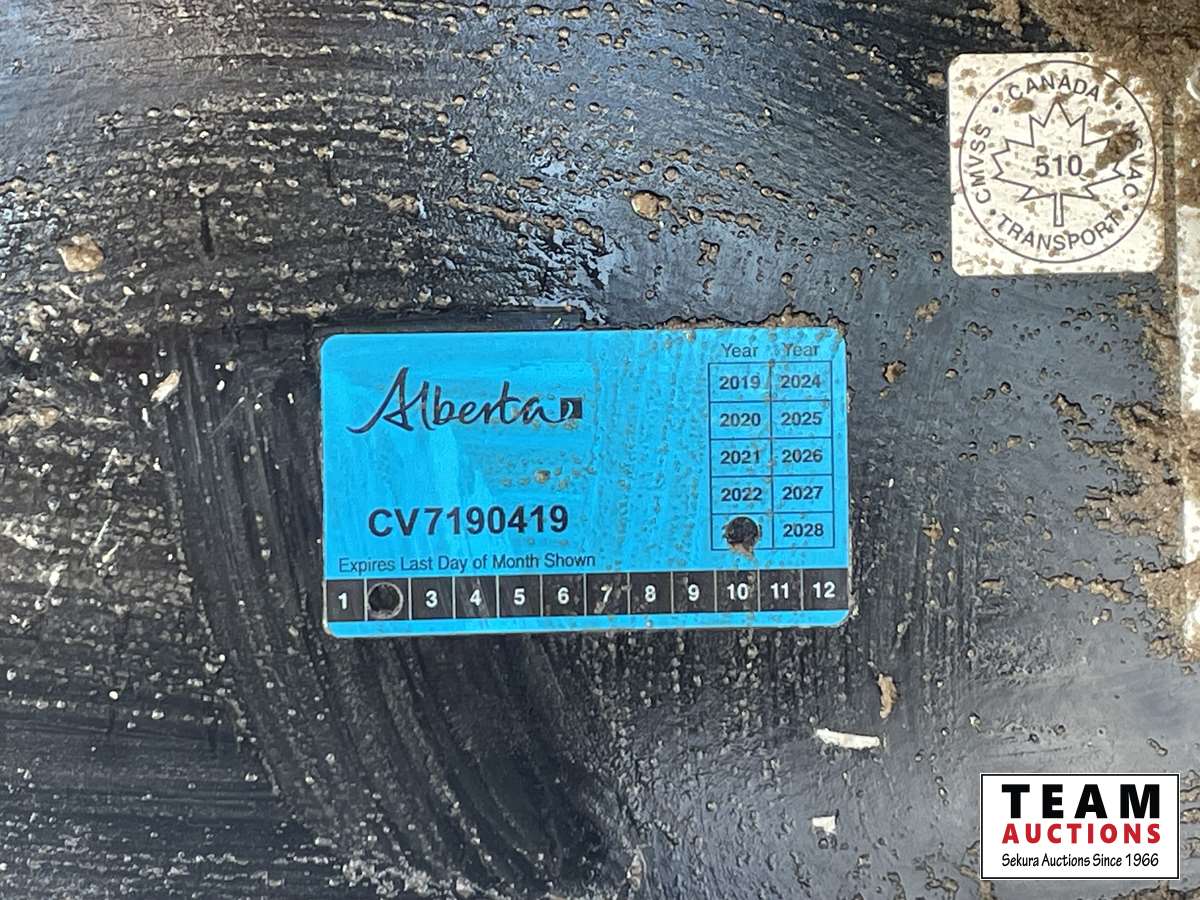 CANADA
CMVSS · NSVAC
510
TRANSPORT
Alberta
Year Year
2019 2024
2020 2025
2021 2026
2022 2027
2028
CV7190419
Expires Last Day of Month Shown
1 3 4 5 6 7 8 9 10 11 12
TEAM
AUCTIONS
Sekura Auctions Since 1966